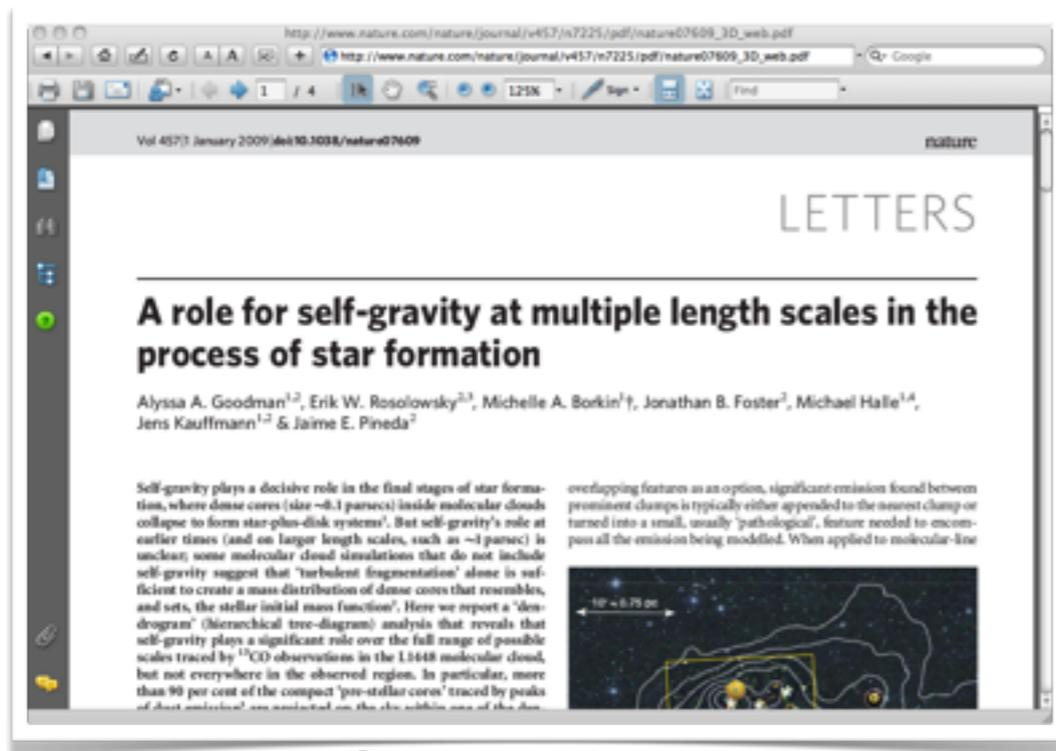 http://www.nature.com/nature/journal/v457/n7225/pdf/nature07609_3D_web.pdf
A A + http://www.nature.com/nature/journal/v457/n7225/pdf/nature07609_3D_web.pdf Google
1 / 4 125% Sign Find
Vol 457|1 January 2009|doi:10.1038/nature07609 nature
LETTERS
A role for self-gravity at multiple length scales in the
process of star formation
Alyssa A. Goodman1,2, Erik W. Rosolowsky2,3, Michelle A. Borkin1†, Jonathan B. Foster2, Michael Halle1,4,
Jens Kauffmann1,2 & Jaime E. Pineda2
Self-gravity plays a decisive role in the final stages of star forma-
tion, where dense cores (size ~0.1 parsecs) inside molecular clouds
collapse to form star-plus-disk systems1. But self-gravity's role at
earlier times (and on larger length scales, such as ~1 parsec) is
unclear; some molecular cloud simulations that do not include
self-gravity suggest that 'turbulent fragmentation' alone is suf-
ficient to create a mass distribution of dense cores that resembles,
and sets, the stellar initial mass function2. Here we report a 'den-
drogram' (hierarchical tree-diagram) analysis that reveals that
self-gravity plays a significant role over the full range of possible
scales traced by 13CO observations in the L1448 molecular cloud,
but not everywhere in the observed region. In particular, more
than 90 per cent of the compact 'pre-stellar cores' traced by peaks
of dust emission3 are projected on the sky within one of the den-
overlapping features as an option, significant emission found between
prominent clumps is typically either appended to the nearest clump or
turned into a small, usually 'pathological', feature needed to encom-
pass all the emission being modelled. When applied to molecular-line
0.75 pc